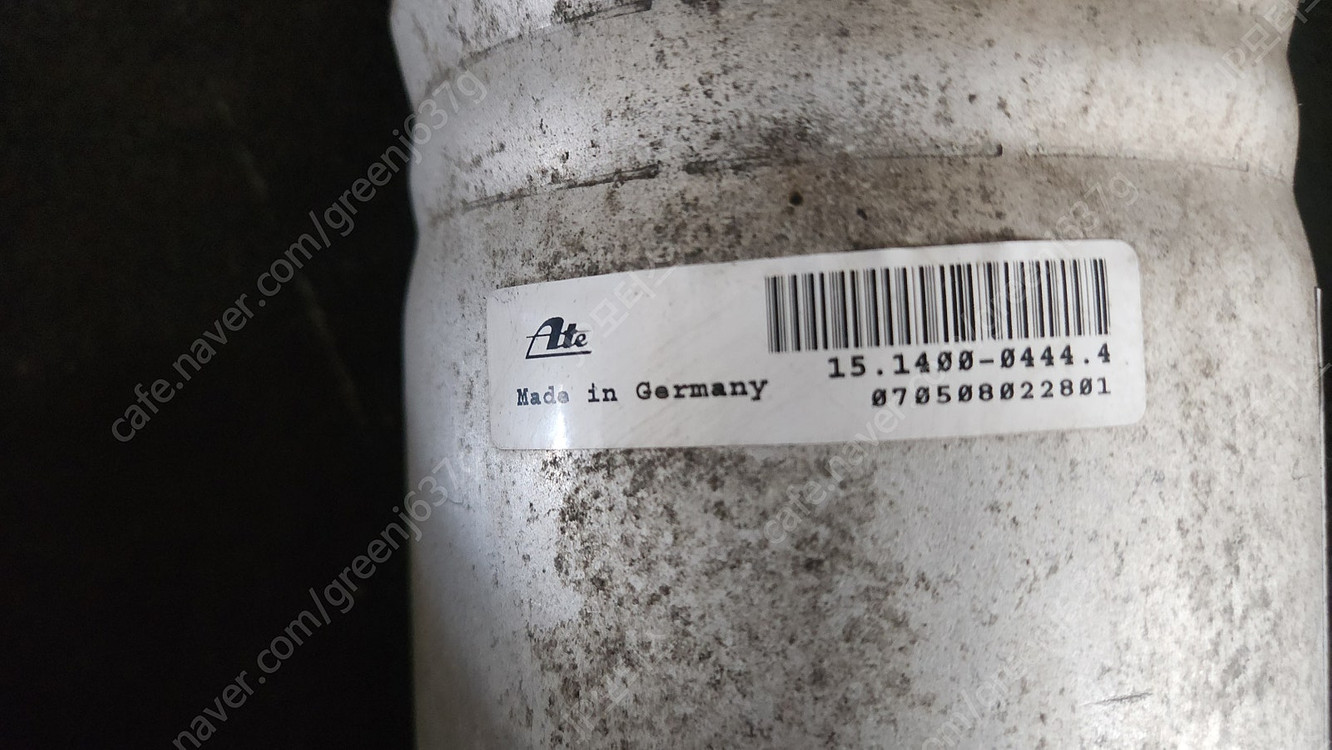 Ate
Made in Germany
15.1400-0444.4
070508022801
cafe.naver.com/greenj637g
cafe.naver.com/greenj637g